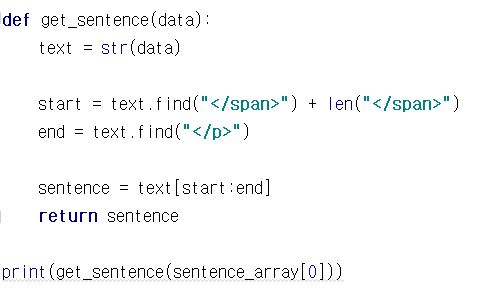 def get_sentence(data):
text = str(data)
start = text.find("</span>") + len("</span>")
end = text.find("</p>")
sentence = text[start:end]
return sentence
print(get_sentence(sentence_array[0]))